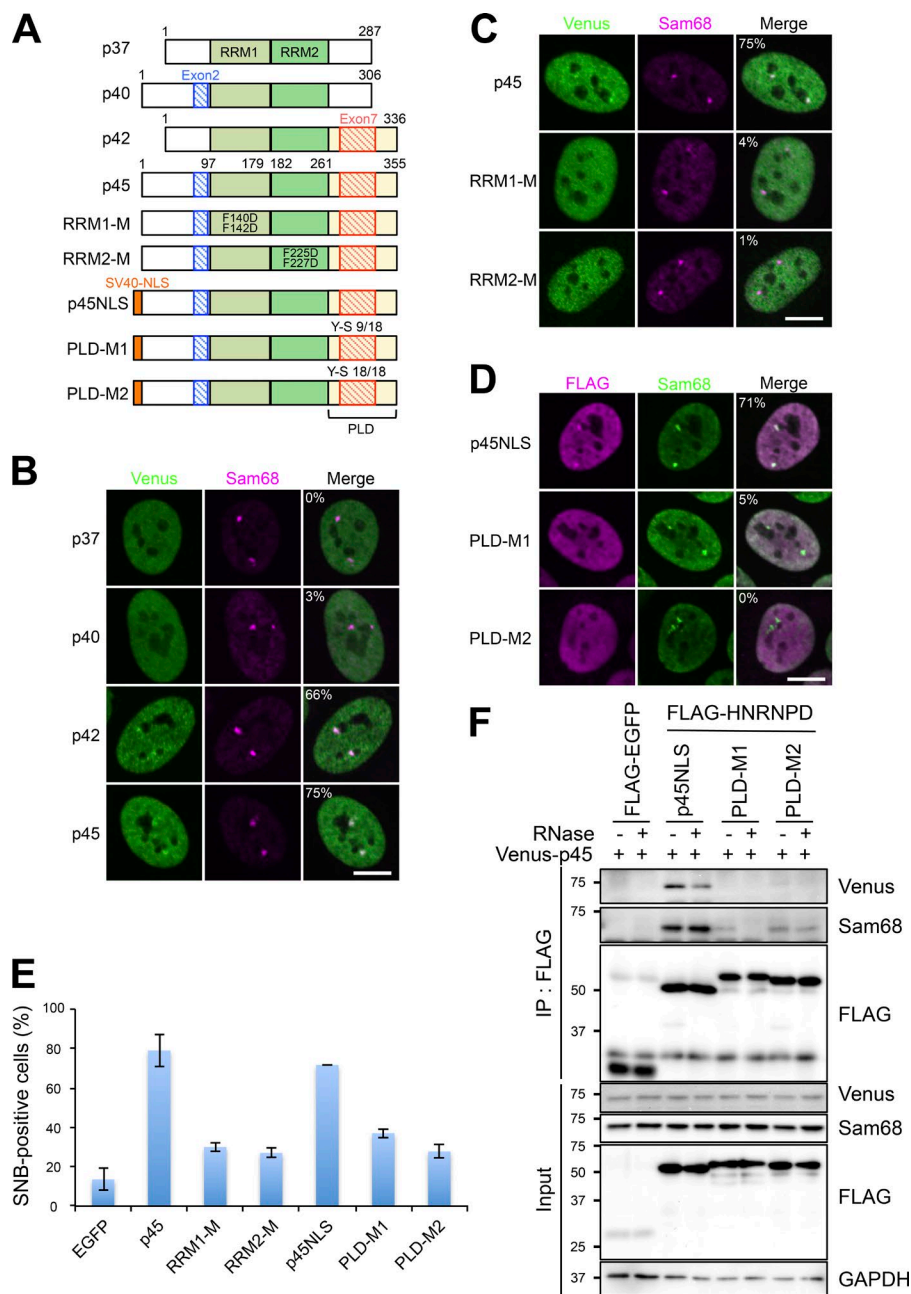 A
1 287
p37 RRM1 RRM2
1 Exon2 306
p40
1 Exon7 336
p42
1 97 179 182 261 355
p45
RRM1-M F140D
F142D
RRM2-M F225D
F227D
SV40-NLS
p45NLS
Y-S 9/18
PLD-M1
Y-S 18/18
PLD-M2
PLD
B
Venus Sam68 Merge
p37 0%
p40 3%
p42 66%
p45 75%
C
Venus Sam68 Merge
p45 75%
RRM1-M 4%
RRM2-M 1%
D
FLAG Sam68 Merge
p45NLS 71%
PLD-M1 5%
PLD-M2 0%
E
SNB-positive cells (%)
100
80
60
40
20
0
EGFP p45 RRM1-M RRM2-M p45NLS PLD-M1 PLD-M2
F
FLAG-HNRNPD
FLAG-EGFP p45NLS PLD-M1 PLD-M2
RNase - + - + - + - +
Venus-p45 + + + + + + + +
IP : FLAG
75 Venus
75 Sam68
50
37 FLAG
Input
75 Venus
75 Sam68
50
37 FLAG
25
37 GAPDH